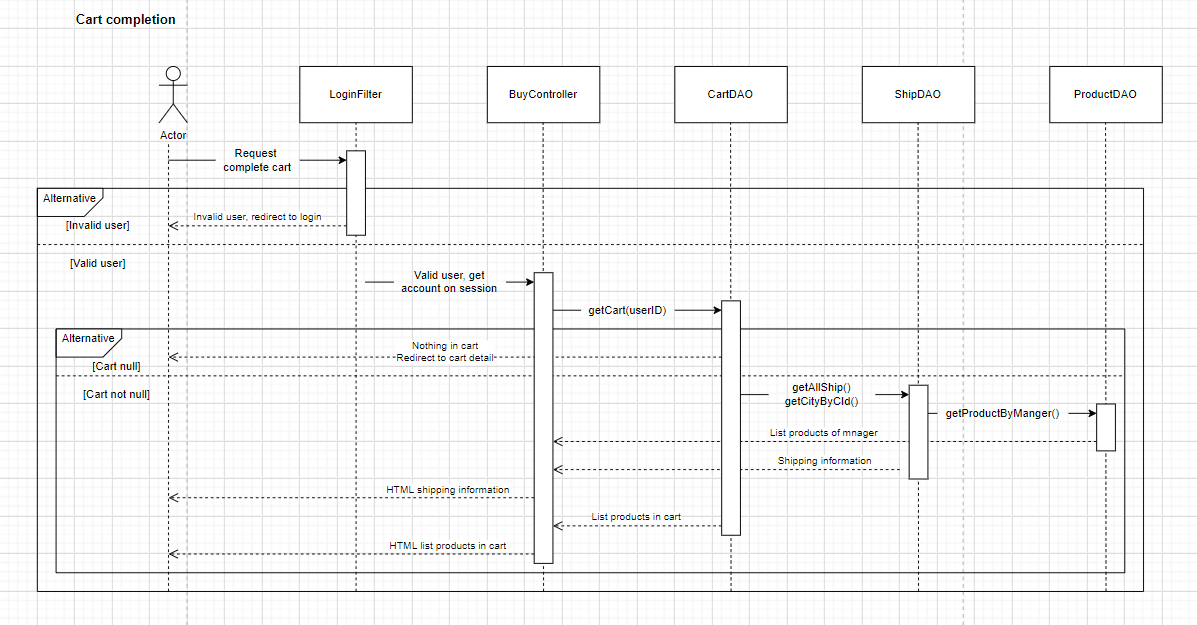 Cart completion
LoginFilter
BuyController
CartDAO
ShipDAO
ProductDAO
Actor
Request
complete cart
Alternative
[Invalid user]
Invalid user, redirect to login
[Valid user]
Valid user, get
account on session
getCart(userID)
Alternative
Nothing in cart
Redirect to cart detail
[Cart null]
[Cart not null]
getAllShip()
getCityByCId()
getProductByManger()
List products of mnager
Shipping information
HTML shipping information
List products in cart
HTML list products in cart